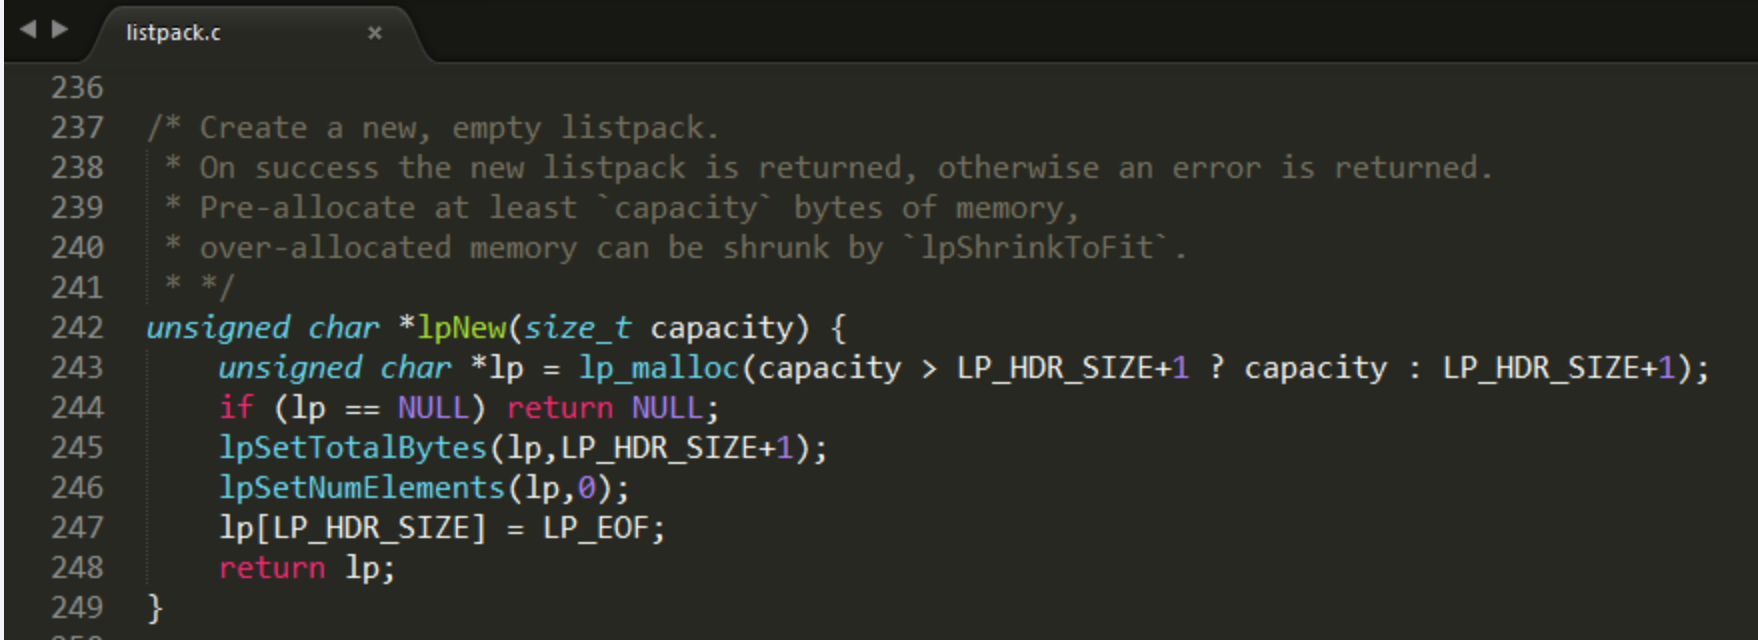 listpack.c ×
236
237 /* Create a new, empty listpack.
238  * On success the new listpack is returned, otherwise an error is returned.
239  * Pre-allocate at least `capacity` bytes of memory,
240  * over-allocated memory can be shrunk by `lpShrinkToFit`.
241  * */
242 unsigned char *lpNew(size_t capacity) {
243     unsigned char *lp = lp_malloc(capacity > LP_HDR_SIZE+1 ? capacity : LP_HDR_SIZE+1);
244     if (lp == NULL) return NULL;
245     lpSetTotalBytes(lp,LP_HDR_SIZE+1);
246     lpSetNumElements(lp,0);
247     lp[LP_HDR_SIZE] = LP_EOF;
248     return lp;
249 }